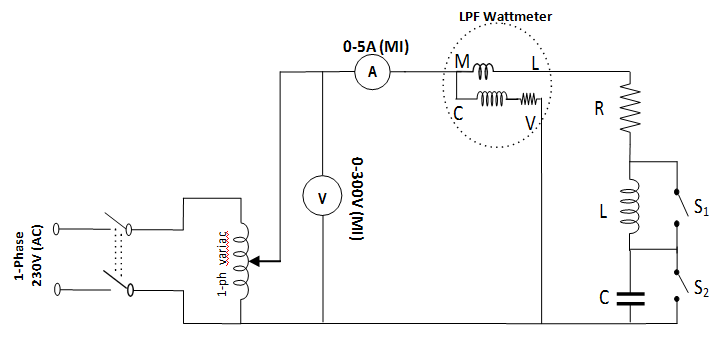 LPF Wattmeter
0-5A (MI)
A
M
L
C
V
R
0-300V (MI)
V
L
S1
1-Phase
230V (AC)
1-ph variac
C
S2